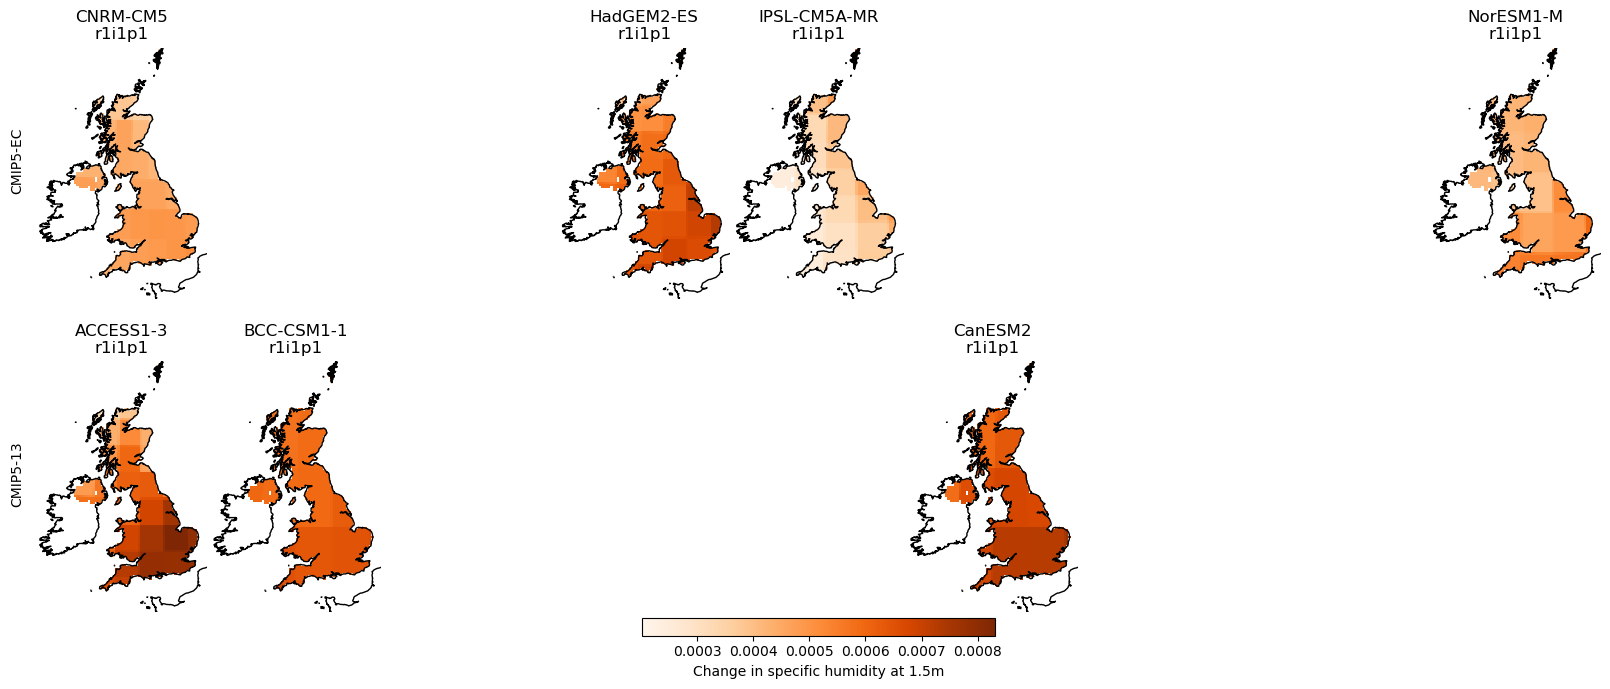 CNRM-CM5
r1i1p1
HadGEM2-ES
r1i1p1
IPSL-CM5A-MR
r1i1p1
NorESM1-M
r1i1p1
CMIP5-EC
ACCESS1-3
r1i1p1
BCC-CSM1-1
r1i1p1
CanESM2
r1i1p1
CMIP5-13
0.0003 0.0004 0.0005 0.0006 0.0007 0.0008
Change in specific humidity at 1.5m